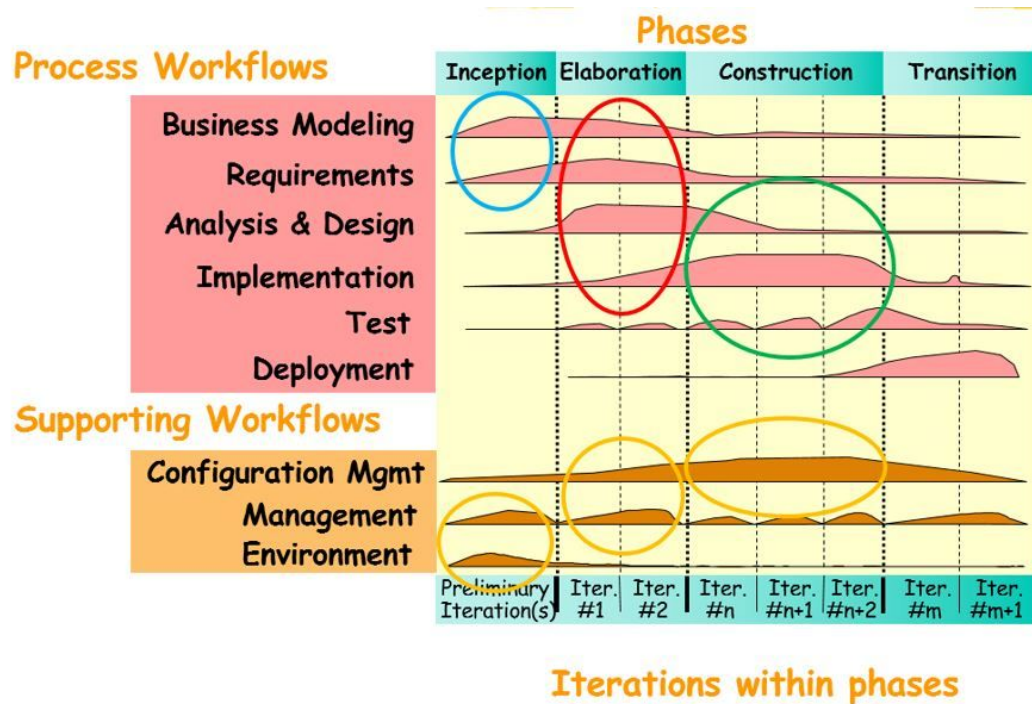 Phases
Process Workflows
Inception Elaboration Construction Transition
Business Modeling
Requirements
Analysis & Design
Implementation
Test
Deployment
Supporting Workflows
Configuration Mgmt
Management
Environment
Preliminary Iteration(s)
Iter. #1
Iter. #2
Iter. #n
Iter. #n+1
Iter. #n+2
Iter. #m
Iter. #m+1
Iterations within phases